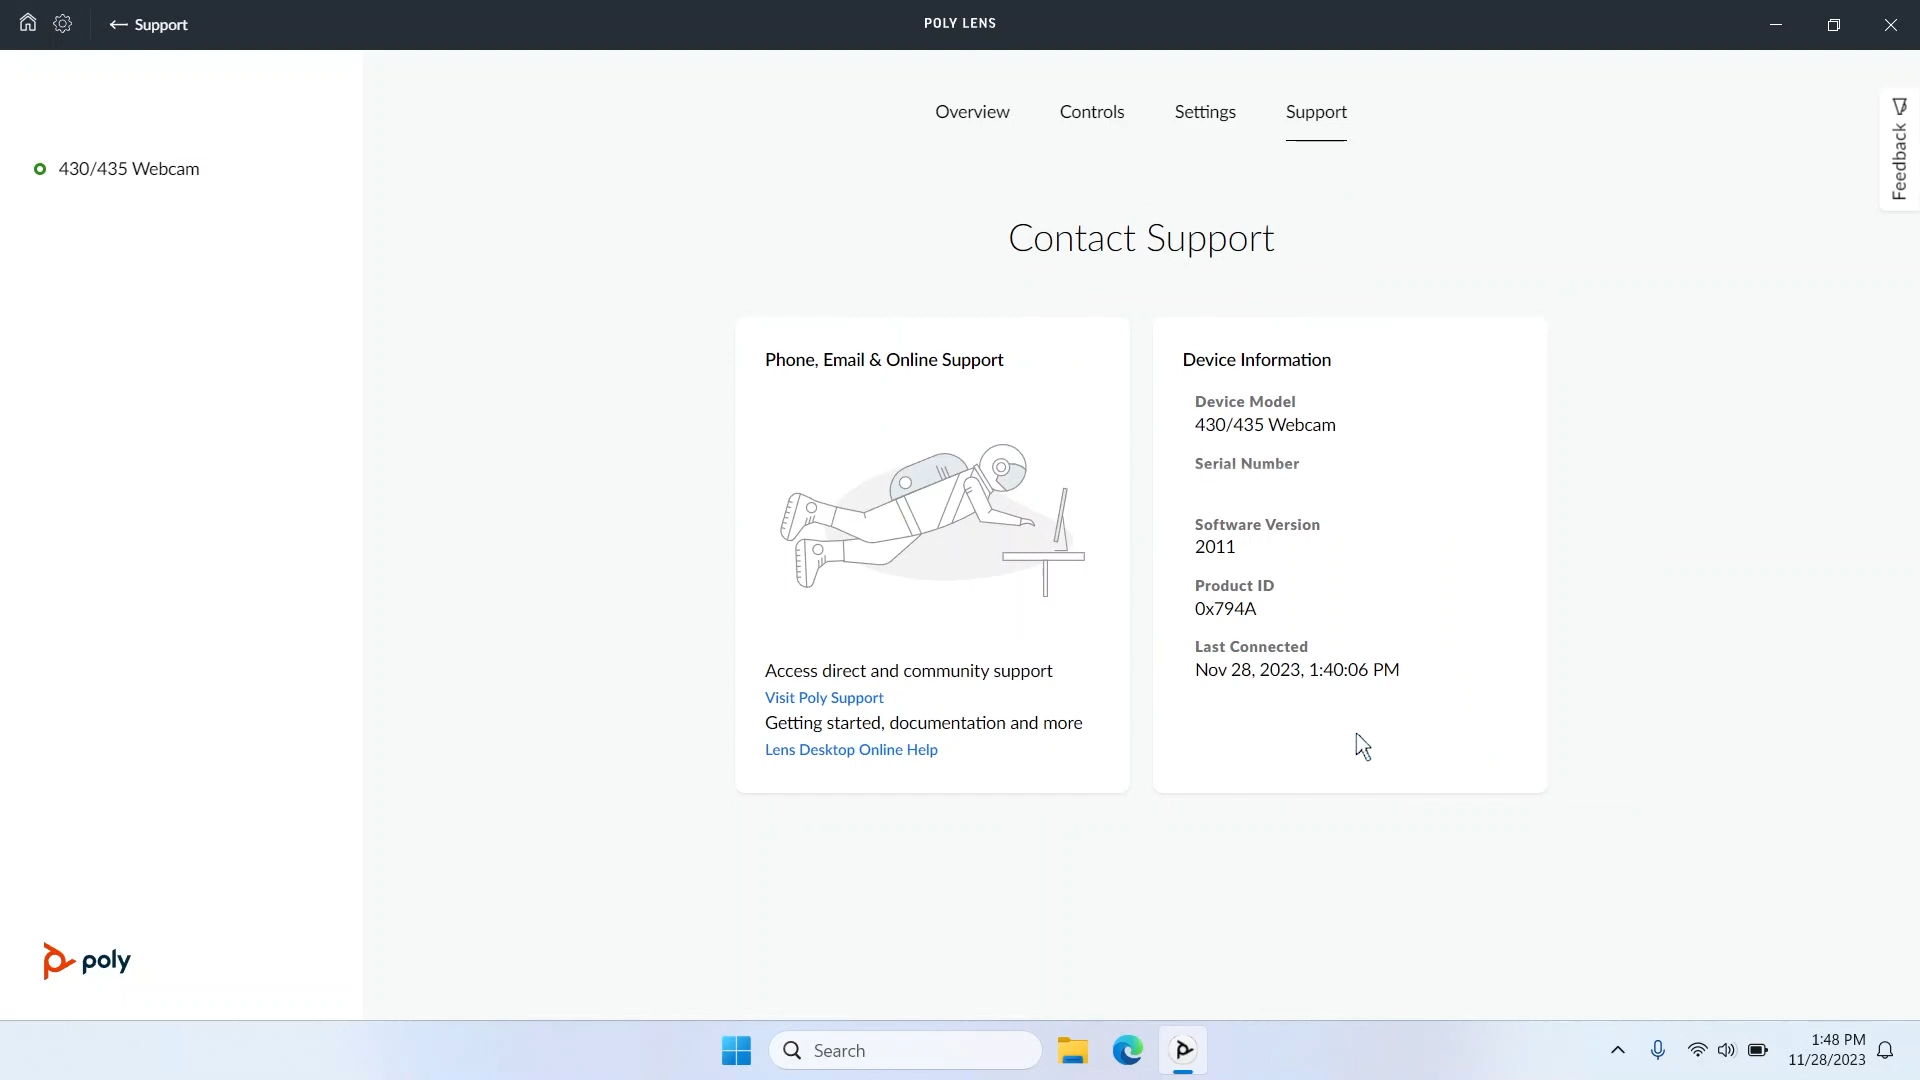 Support
POLY LENS
Overview
Controls
Settings
Support
Feedback
430/435 Webcam
Contact Support
Phone, Email & Online Support
Access direct and community support
Visit Poly Support
Getting started, documentation and more
Lens Desktop Online Help
Device Information
Device Model
430/435 Webcam
Serial Number
Software Version
2011
Product ID
0x794A
Last Connected
Nov 28, 2023, 1:40:06 PM
poly
Search
1:48 PM
11/28/2023